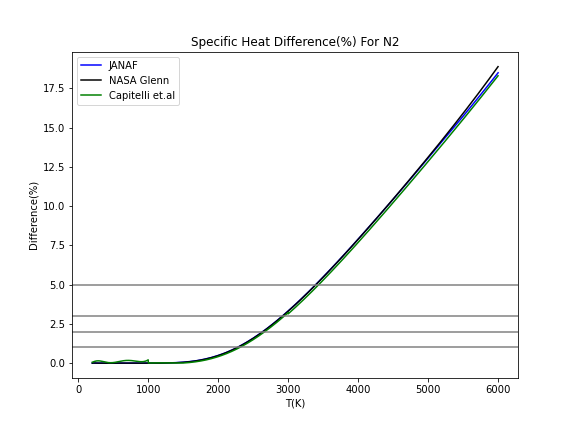 Specific Heat Difference(%) For N2
JANAF
NASA Glenn
Capitelli et.al
Difference(%)
17.5
15.0
12.5
10.0
7.5
5.0
2.5
0.0
0 1000 2000 3000 4000 5000 6000
T(K)